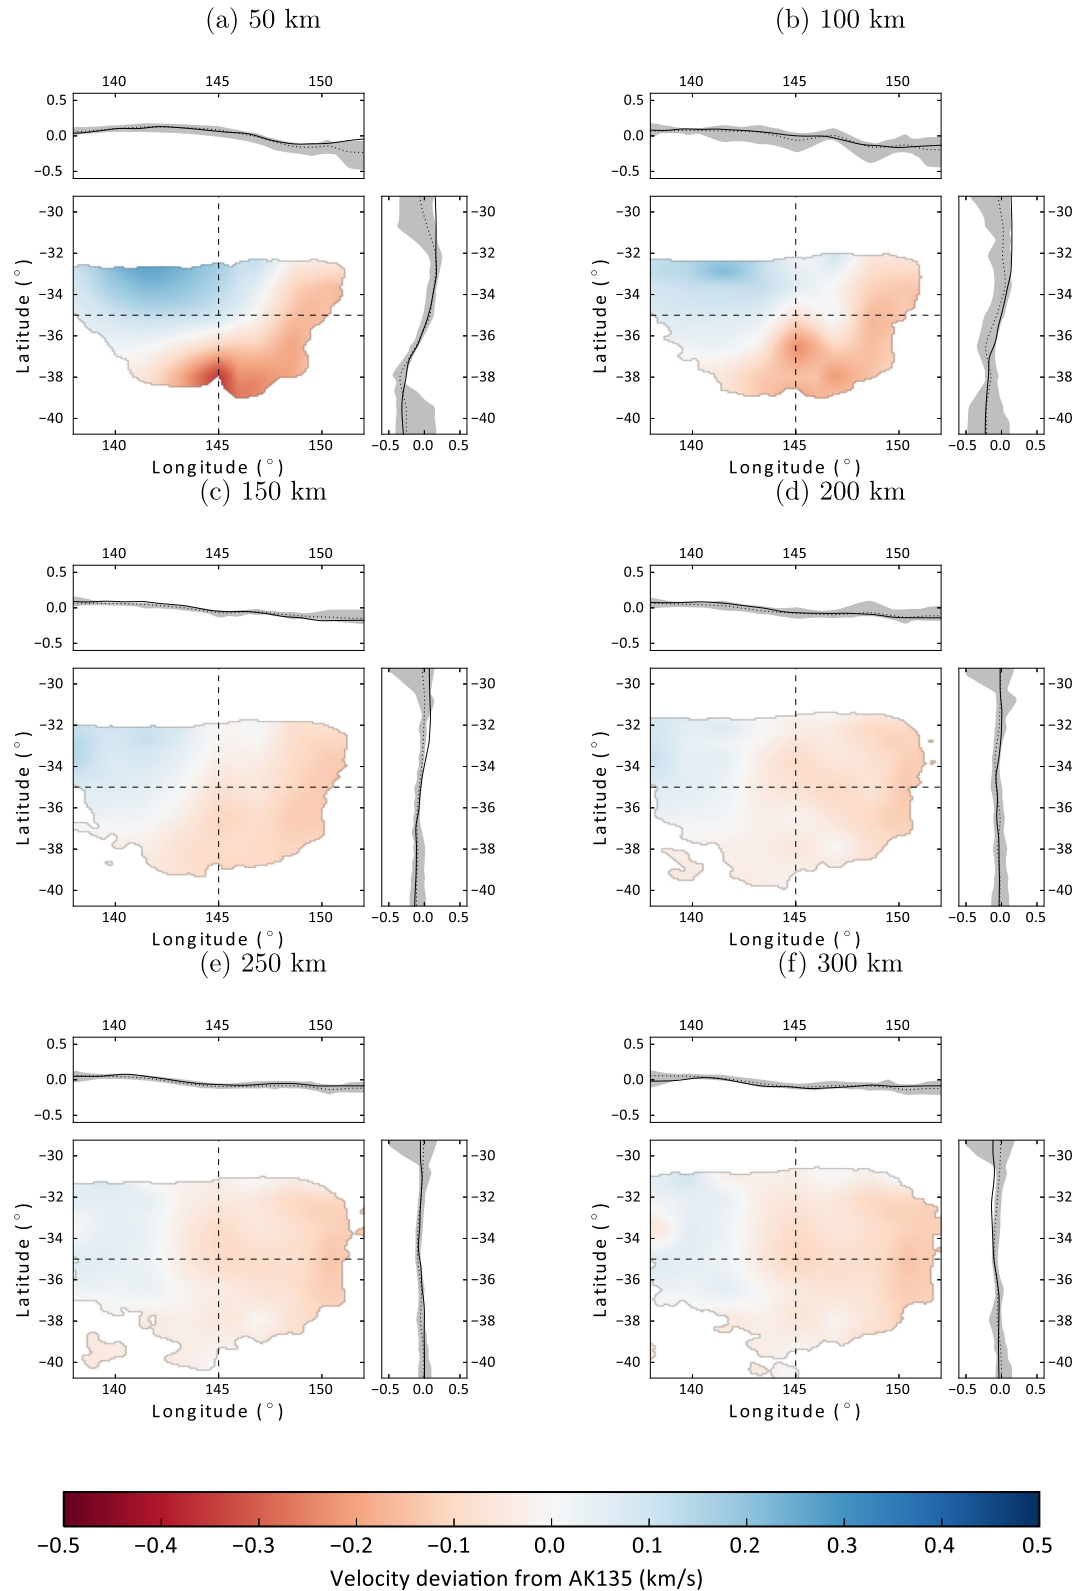 (a) 50 km
140 145 150
0.5
0.0
−0.5
−30
−32
−34
−36
−38
−40
Latitude (°)
140 145 150
Longitude (°)
−30
−32
−34
−36
−38
−40
−0.5 0.0 0.5
(b) 100 km
140 145 150
0.5
0.0
−0.5
−30
−32
−34
−36
−38
−40
Latitude (°)
140 145 150
Longitude (°)
−30
−32
−34
−36
−38
−40
−0.5 0.0 0.5
(c) 150 km
140 145 150
0.5
0.0
−0.5
−30
−32
−34
−36
−38
−40
Latitude (°)
140 145 150
Longitude (°)
−30
−32
−34
−36
−38
−40
−0.5 0.0 0.5
(d) 200 km
140 145 150
0.5
0.0
−0.5
−30
−32
−34
−36
−38
−40
Latitude (°)
140 145 150
Longitude (°)
−30
−32
−34
−36
−38
−40
−0.5 0.0 0.5
(e) 250 km
140 145 150
0.5
0.0
−0.5
−30
−32
−34
−36
−38
−40
Latitude (°)
140 145 150
Longitude (°)
−30
−32
−34
−36
−38
−40
−0.5 0.0 0.5
(f) 300 km
140 145 150
0.5
0.0
−0.5
−30
−32
−34
−36
−38
−40
Latitude (°)
140 145 150
Longitude (°)
−30
−32
−34
−36
−38
−40
−0.5 0.0 0.5
−0.5 −0.4 −0.3 −0.2 −0.1 0.0 0.1 0.2 0.3 0.4 0.5
Velocity deviation from AK135 (km/s)